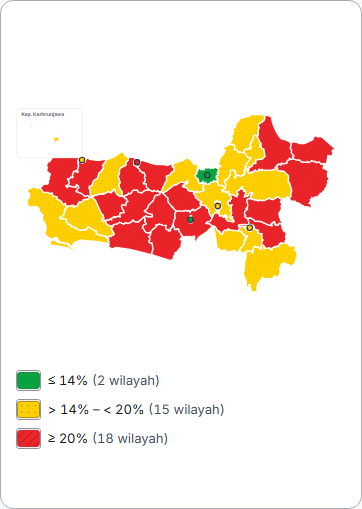 Kep. Karimunjawa
≤ 14% (2 wilayah)
> 14% – < 20% (15 wilayah)
≥ 20% (18 wilayah)